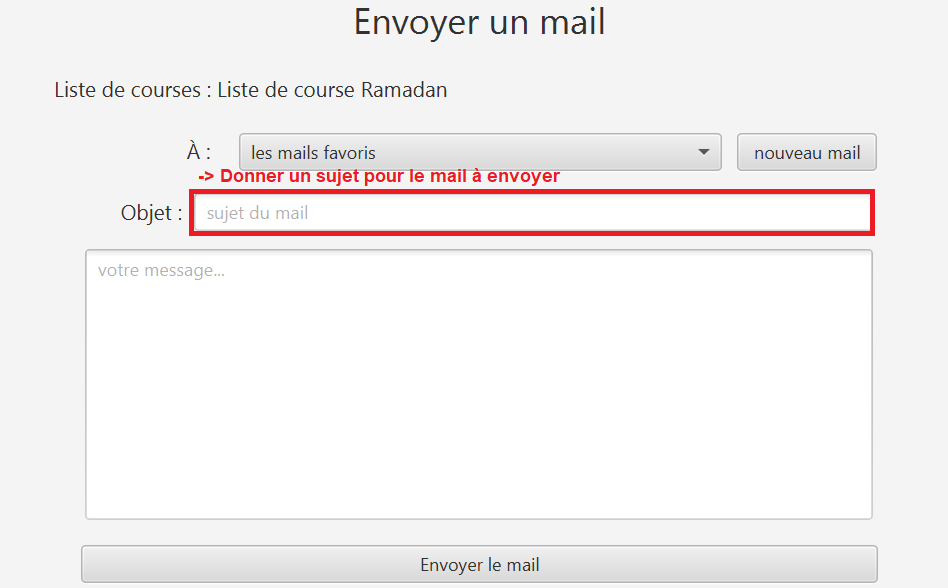 Envoyer un mail
Liste de courses : Liste de course Ramadan
À : les mails favoris nouveau mail
-> Donner un sujet pour le mail à envoyer
Objet : sujet du mail
votre message...
Envoyer le mail